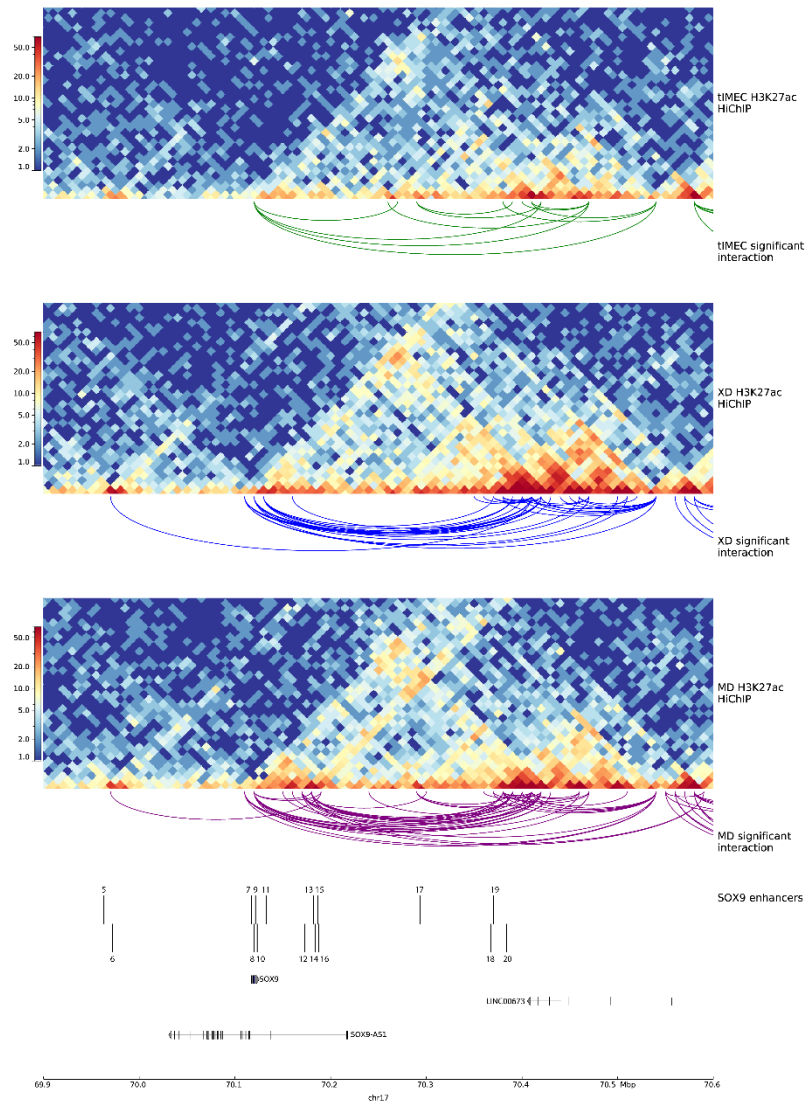 50.0
20.0
10.0
5.0
2.0
1.0
tIMEC H3K27ac
HiChIP
tIMEC significant
interaction
50.0
20.0
10.0
5.0
2.0
1.0
XD H3K27ac
HiChIP
XD significant
interaction
50.0
20.0
10.0
5.0
2.0
1.0
MD H3K27ac
HiChIP
MD significant
interaction
5 7 9 11 13 15 17 19
SOX9 enhancers
6 8 10 12 14 16 18 20
SOX9
LINC00673
SOX9-AS1
69.9 70.0 70.1 70.2 70.3 70.4 70.5 Mbp 70.6
chr17